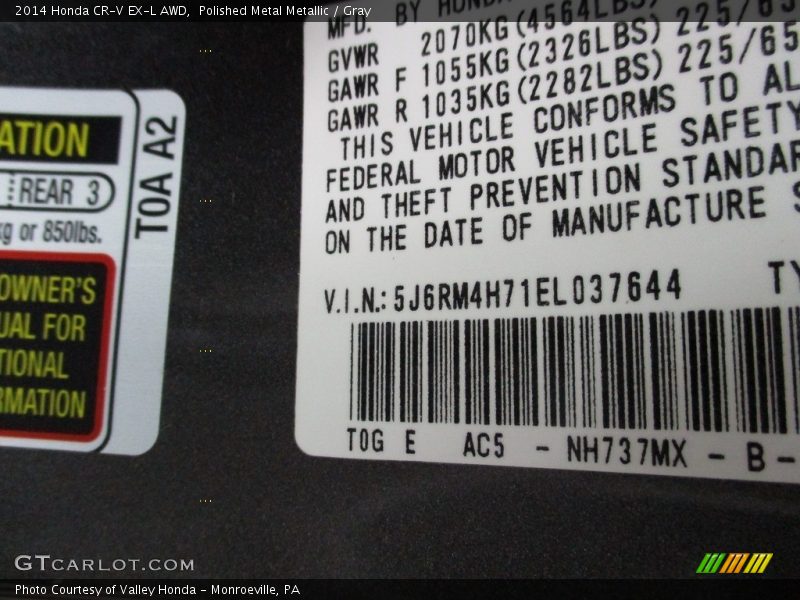 2014 Honda CR-V EX-L AWD,  Polished Metal Metallic / Gray
MFD. BY HONDA
GVWR 2070KG(4564LBS) 225/65
GAWR F 1055KG(2326LBS) 225/65
GAWR R 1035KG(2282LBS)
THIS VEHICLE CONFORMS TO AL
FEDERAL MOTOR VEHICLE SAFETY
AND THEFT PREVENTION STANDAR
ON THE DATE OF MANUFACTURE S
V.I.N.: 5J6RM4H71EL037644 TY
T0G E AC5 - NH737MX - B -
ATION
REAR 3
kg or 850lbs.
OWNER'S
UAL FOR
TIONAL
RMATION
T0A A2
GTCARLOT.COM
Photo Courtesy of Valley Honda - Monroeville, PA